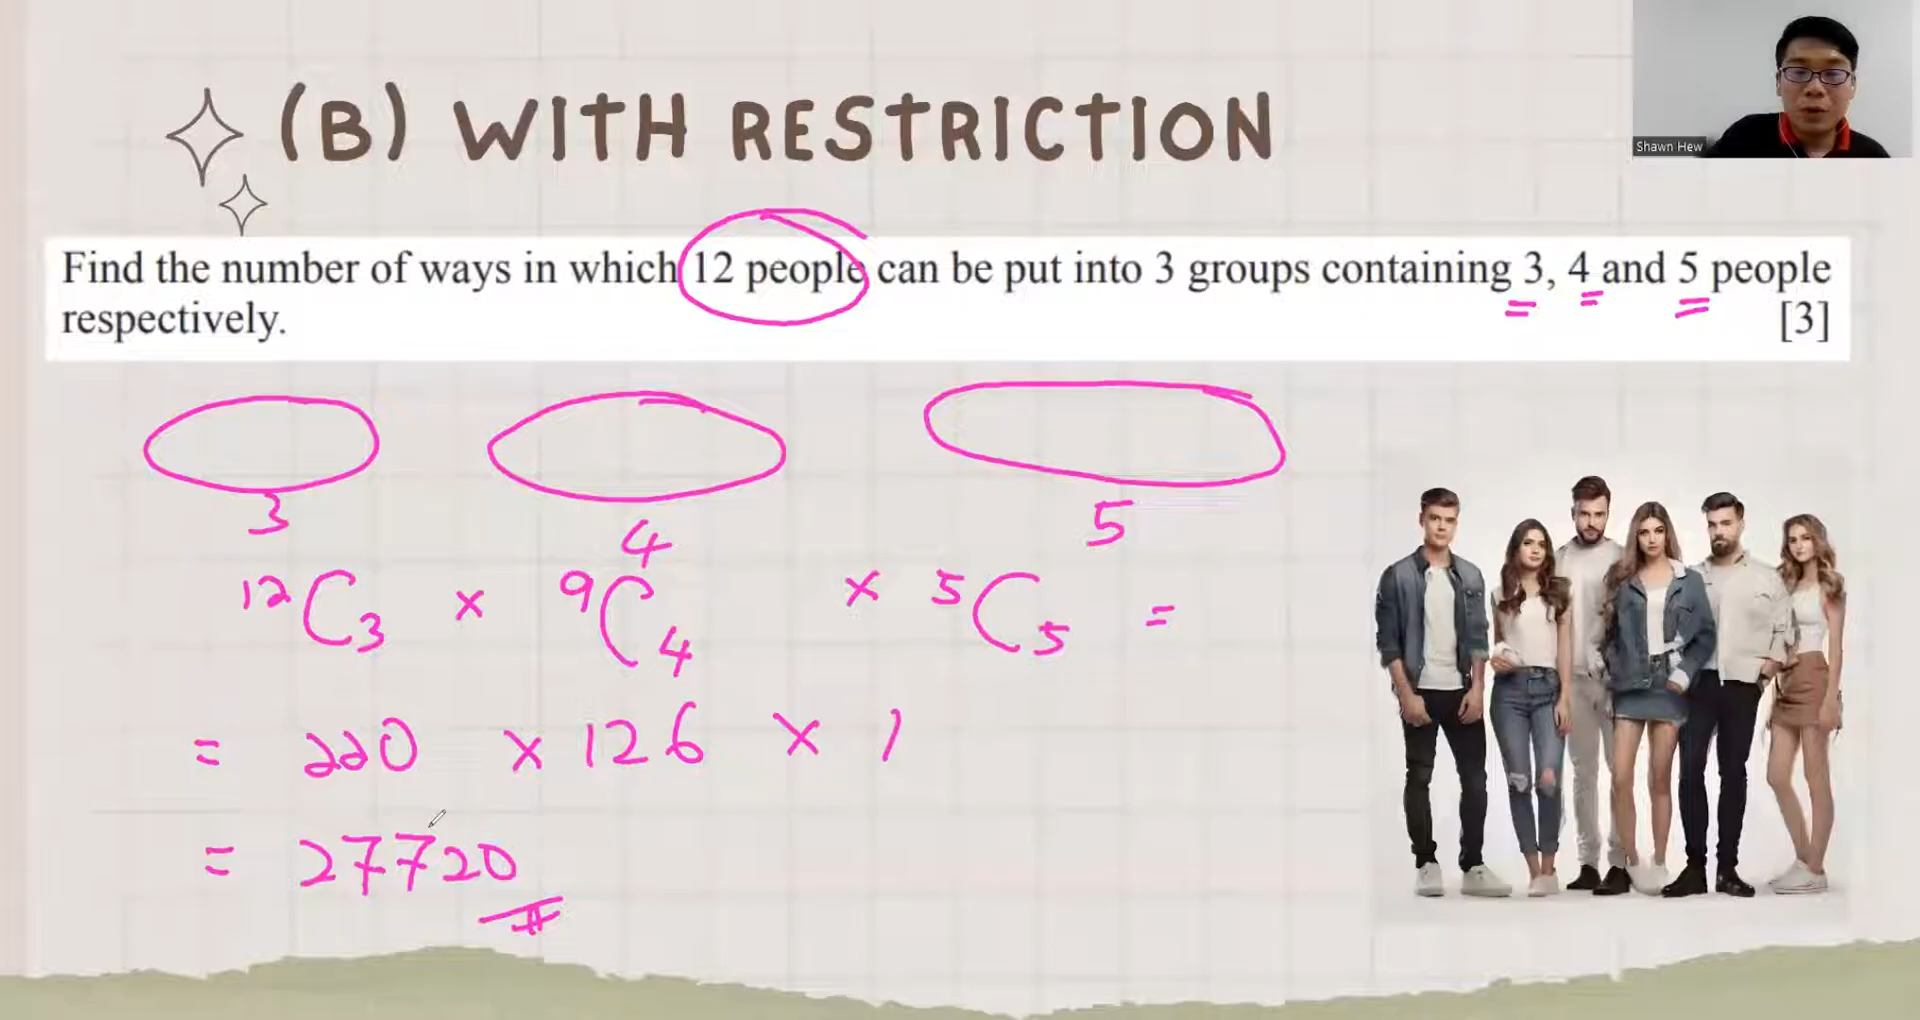 (B) WITH RESTRICTION
Shawn Hew
Find the number of ways in which 12 people can be put into 3 groups containing 3, 4 and 5 people
respectively. [3]
3 4 5
12C3 × 9C4 × 5C5 =
= 220 × 126 × 1
= 27720